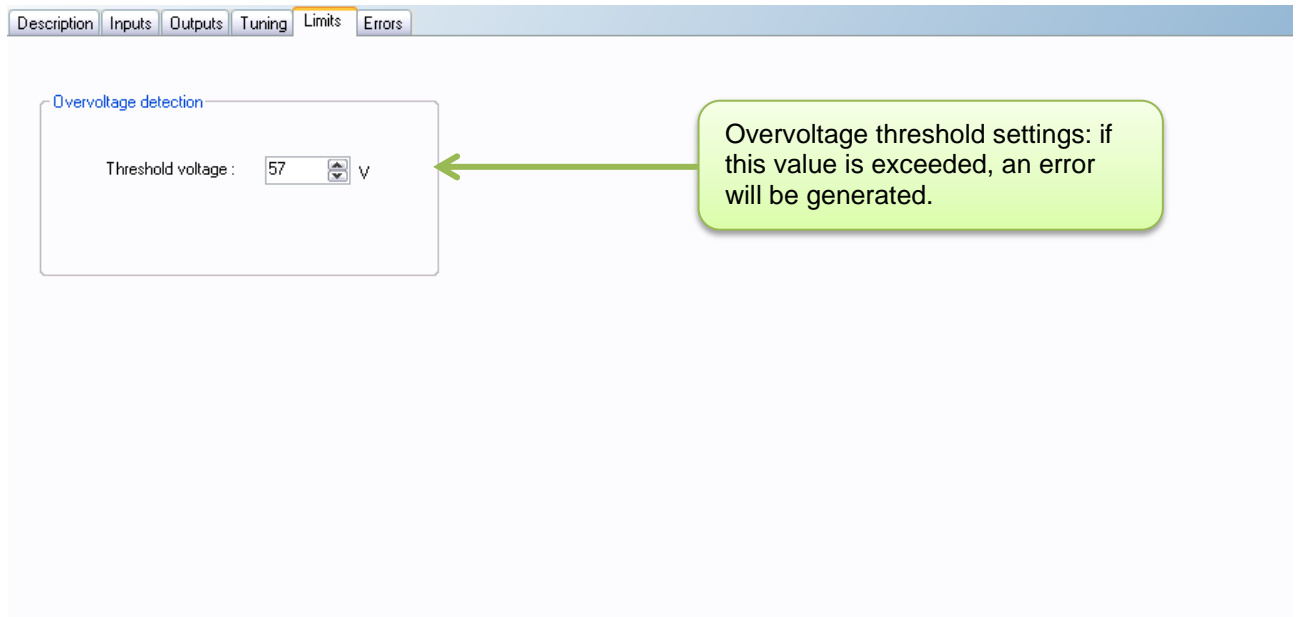 Description Inputs Outputs Tuning Limits Errors
Overvoltage detection
Threshold voltage : 57 V
Overvoltage threshold settings: if
this value is exceeded, an error
will be generated.